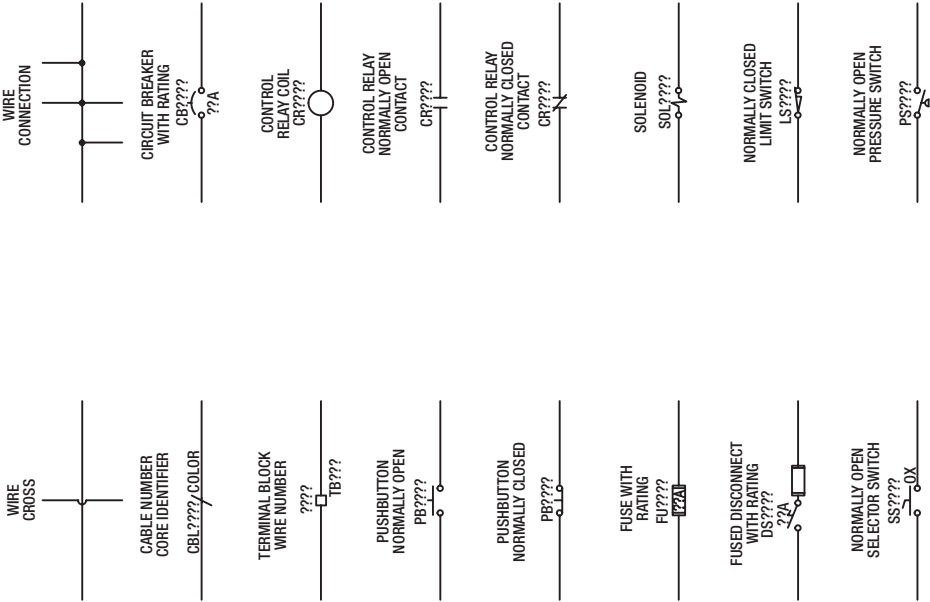 WIRE
CROSS
WIRE
CONNECTION
CABLE NUMBER
CORE IDENTIFIER
CBL????/COLOR
CIRCUIT BREAKER
WITH RATING
CB????
??A
TERMINAL BLOCK
WIRE NUMBER
????
TB???
CONTROL
RELAY COIL
CR????
PUSHBUTTON
NORMALLY OPEN
PB????
CONTROL RELAY
NORMALLY OPEN
CONTACT
CR????
PUSHBUTTON
NORMALLY CLOSED
PB????
CONTROL RELAY
NORMALLY CLOSED
CONTACT
CR????
FUSE WITH
RATING
FU????
??A
SOLENOID
SOL????
FUSED DISCONNECT
WITH RATING
DS????
??A
NORMALLY CLOSED
LIMIT SWITCH
LS????
NORMALLY OPEN
SELECTOR SWITCH
SS????
OX
NORMALLY OPEN
PRESSURE SWITCH
PS????